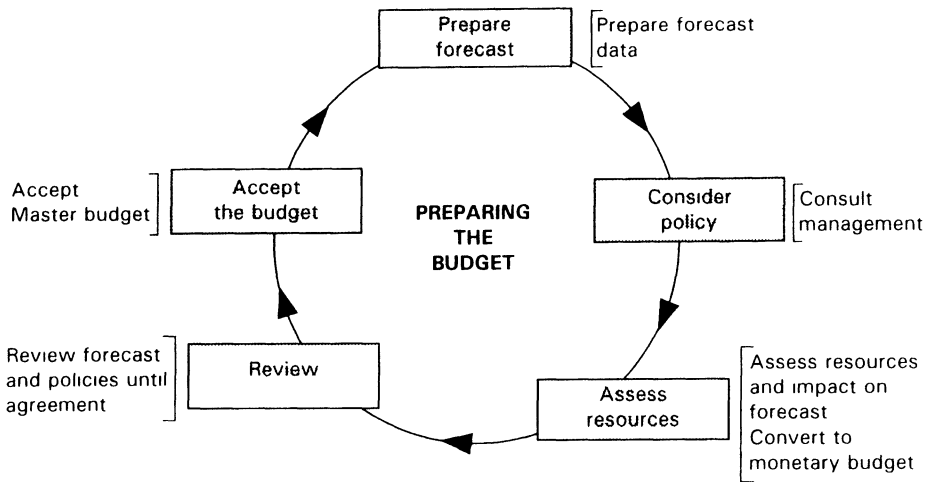 Prepare
forecast
Prepare forecast
data
Consider
policy
Consult
management
Assess
resources
Assess resources
and impact on
forecast
Convert to
monetary budget
Review
Review forecast
and policies until
agreement
Accept
the budget
Accept
Master budget
PREPARING
THE
BUDGET